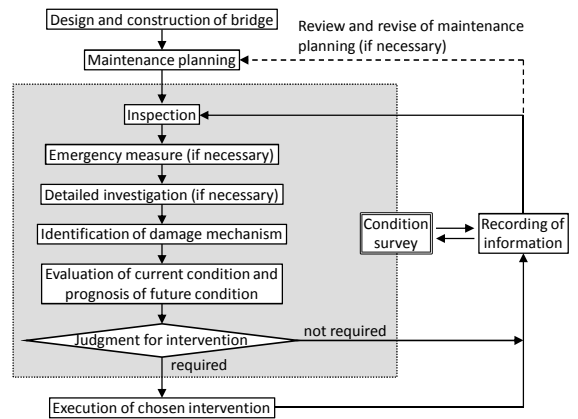 Design and construction of bridge
Review and revise of maintenance
planning (if necessary)
Maintenance planning
Inspection
Emergency measure (if necessary)
Detailed investigation (if necessary)
Identification of damage mechanism
Condition
survey
Recording of
information
Evaluation of current condition and
prognosis of future condition
Judgment for intervention
not required
required
Execution of chosen intervention